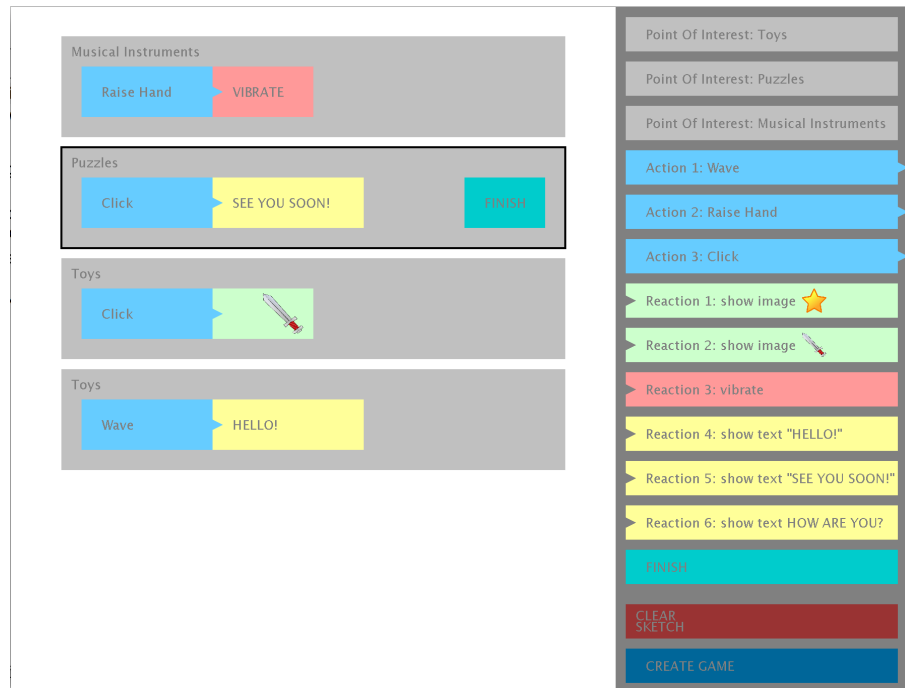 Musical Instruments
Raise Hand
VIBRATE
Puzzles
Click
SEE YOU SOON!
FINISH
Toys
Click
Toys
Wave
HELLO!
Point Of Interest: Toys
Point Of Interest: Puzzles
Point Of Interest: Musical Instruments
Action 1: Wave
Action 2: Raise Hand
Action 3: Click
Reaction 1: show image
Reaction 2: show image
Reaction 3: vibrate
Reaction 4: show text "HELLO!"
Reaction 5: show text "SEE YOU SOON!"
Reaction 6: show text HOW ARE YOU?
FINISH
CLEAR
SKETCH
CREATE GAME